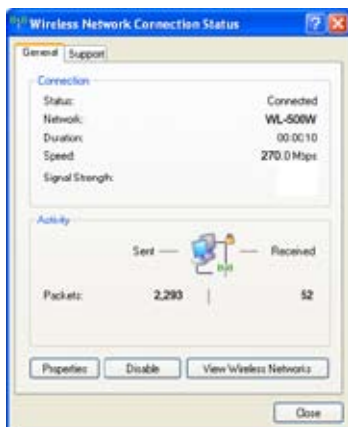 Wireless Network Connection Status
General Support
Connection
Status: Connected
Network: WL-500W
Duration: 00:00:10
Speed: 270.0 Mbps
Signal Strength:
Activity
Sent — — Received
Packets: 2,293 | 52
Properties Disable View Wireless Networks
Close